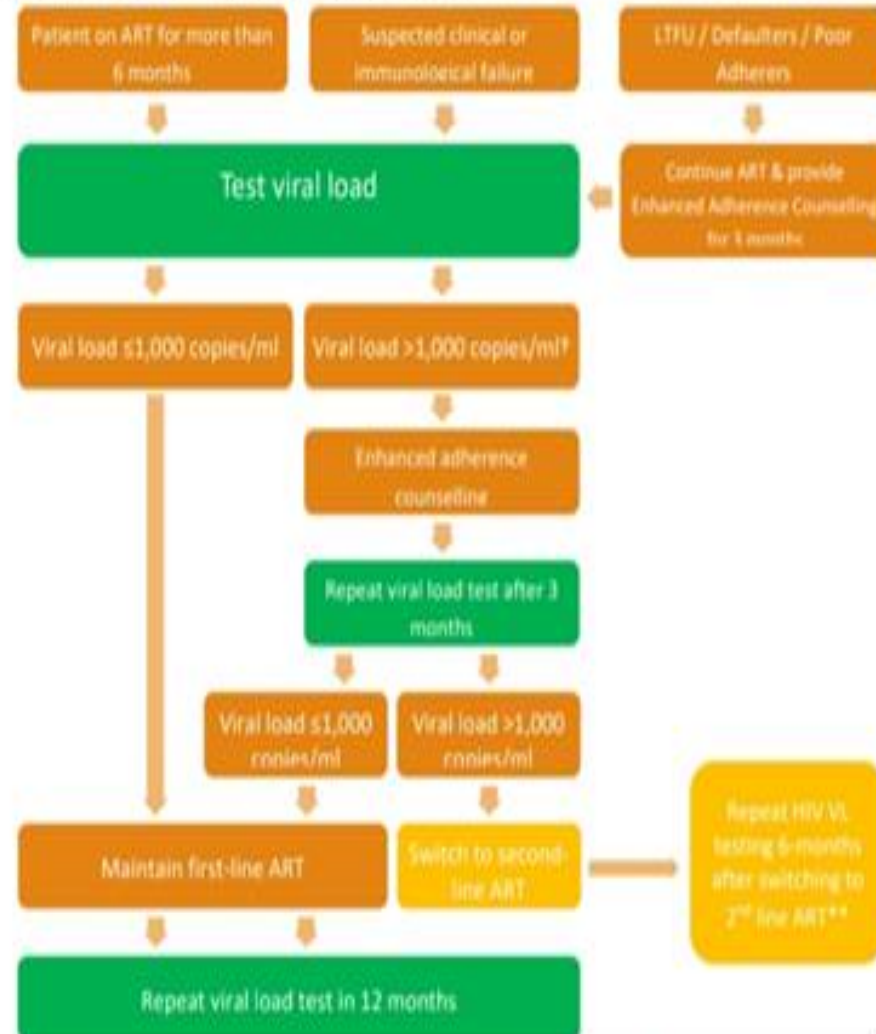 Patient on ART for more than
6 months
Suspected clinical or
immunological failure
LTFU / Defaulters / Poor
Adherers
Test viral load
Continue ART & provide
Enhanced Adherence Counselling
for 3 months
Viral load ≤1,000 copies/ml
Viral load >1,000 copies/ml†
Enhanced adherence
counselling
Repeat viral load test after 3
months
Viral load ≤1,000
copies/ml
Viral load >1,000
copies/ml
Maintain first-line ART
Switch to second-
line ART
Repeat HIV VL
testing 6-months
after switching to
2nd line ART**
Repeat viral load test in 12 months